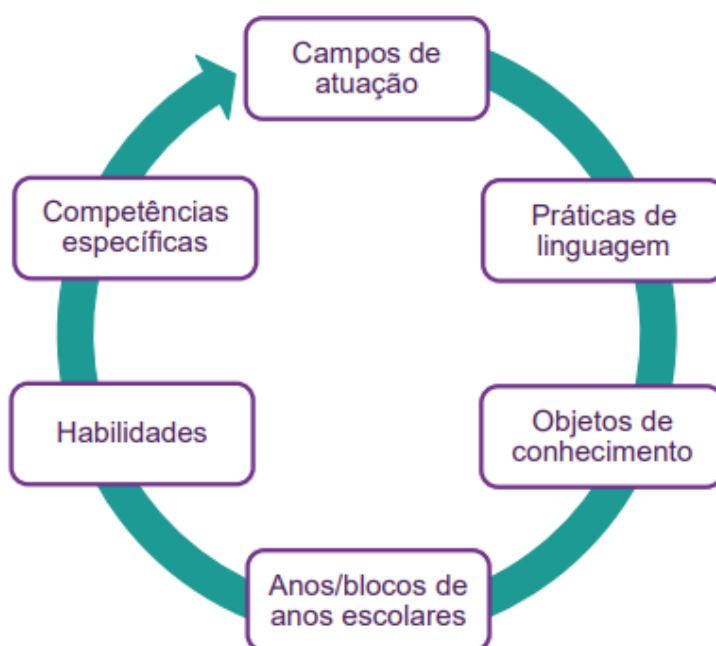 Campos de
atuação
Práticas de
linguagem
Objetos de
conhecimento
Anos/blocos de
anos escolares
Habilidades
Competências
específicas